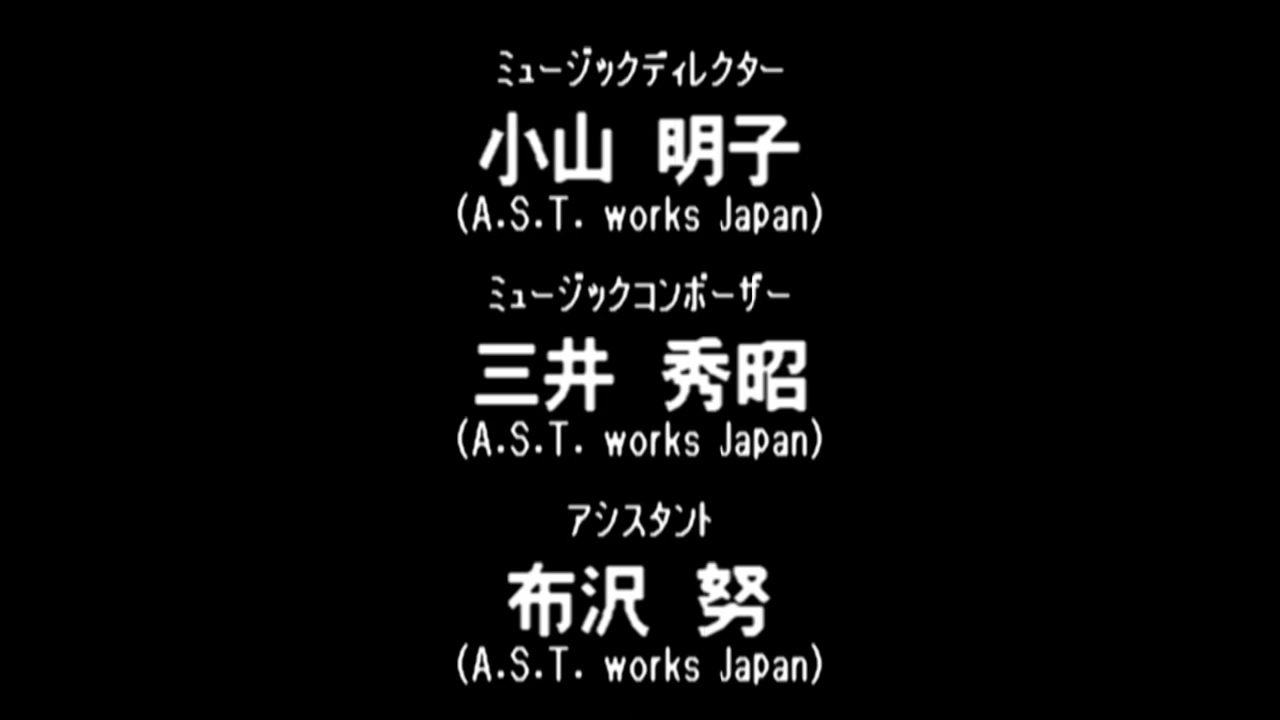 ミュージックディレクター
小山 明子
(A.S.T. works Japan)
ミュージックコンポーザー
三井 秀昭
(A.S.T. works Japan)
アシスタント
布沢 努
(A.S.T. works Japan)